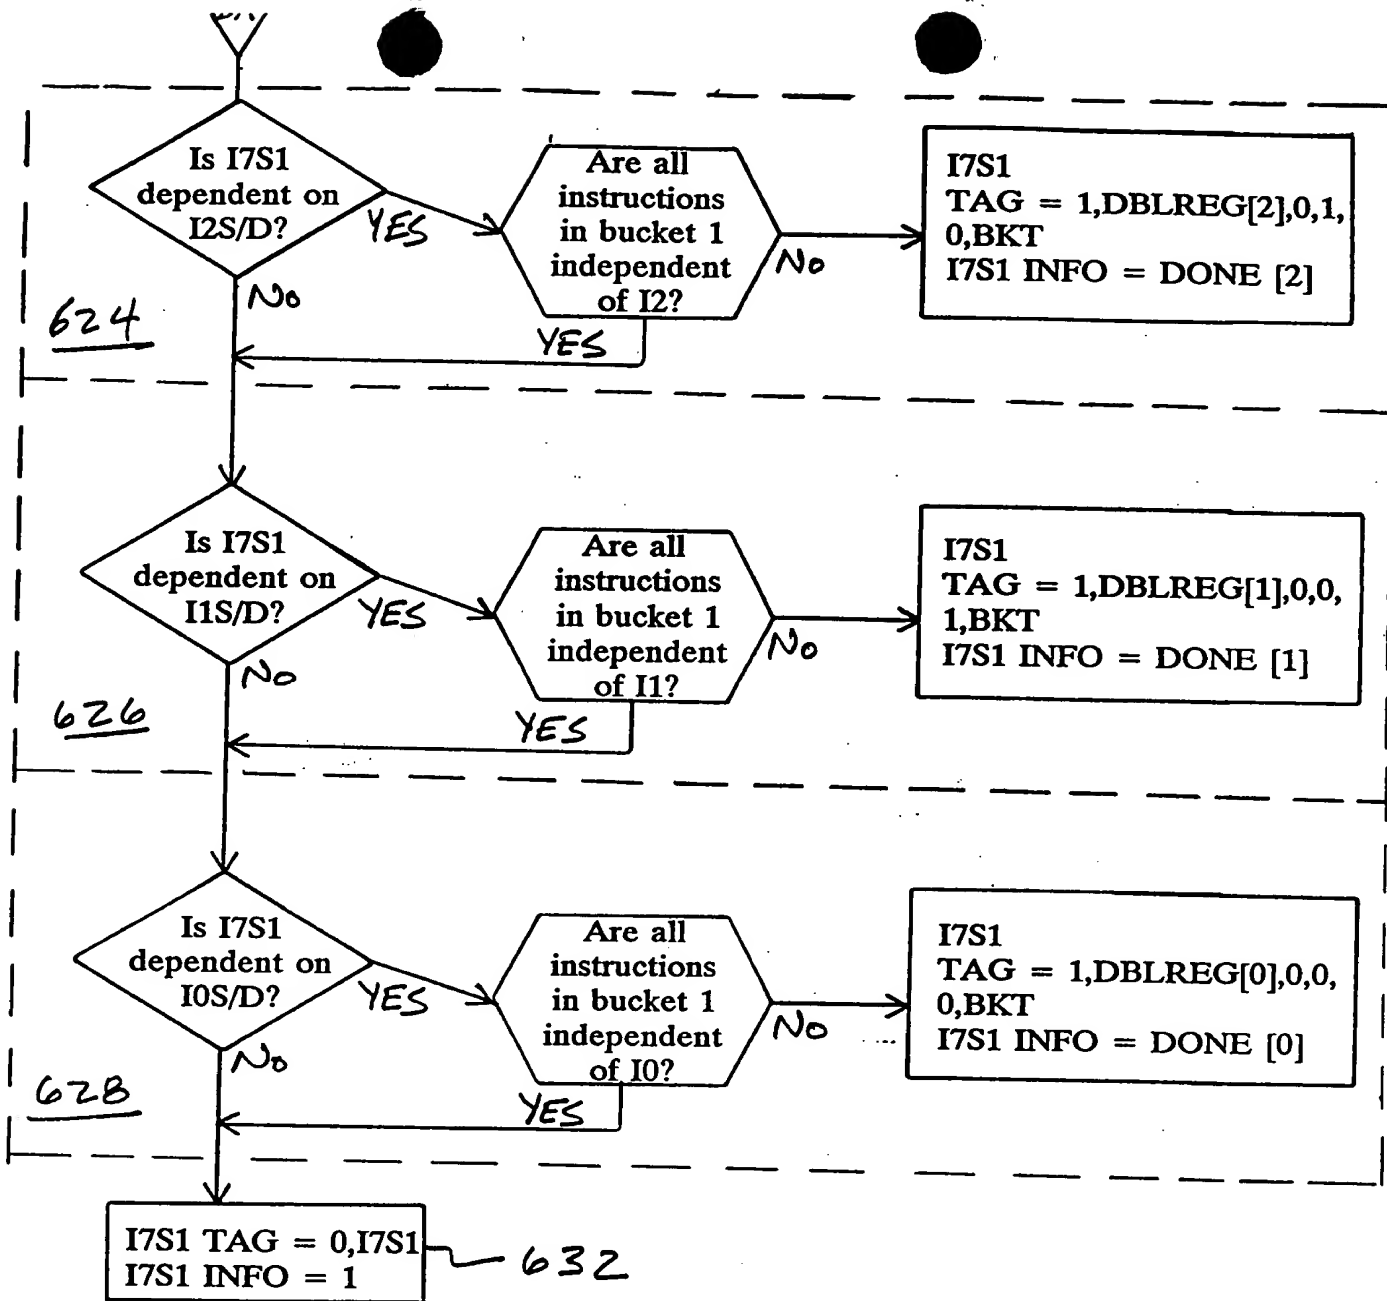 Is I7S1
dependent on
I2S/D?
YES
No
Are all
instructions
in bucket 1
independent
of I2?
No
YES
I7S1
TAG = 1,DBLREG[2],0,1,
0,BKT
I7S1 INFO = DONE [2]
624
Is I7S1
dependent on
I1S/D?
YES
No
Are all
instructions
in bucket 1
independent
of I1?
No
YES
I7S1
TAG = 1,DBLREG[1],0,0,
1,BKT
I7S1 INFO = DONE [1]
626
Is I7S1
dependent on
I0S/D?
YES
No
Are all
instructions
in bucket 1
independent
of I0?
No
YES
I7S1
TAG = 1,DBLREG[0],0,0,
0,BKT
I7S1 INFO = DONE [0]
628
I7S1 TAG = 0,I7S1
I7S1 INFO = 1
632